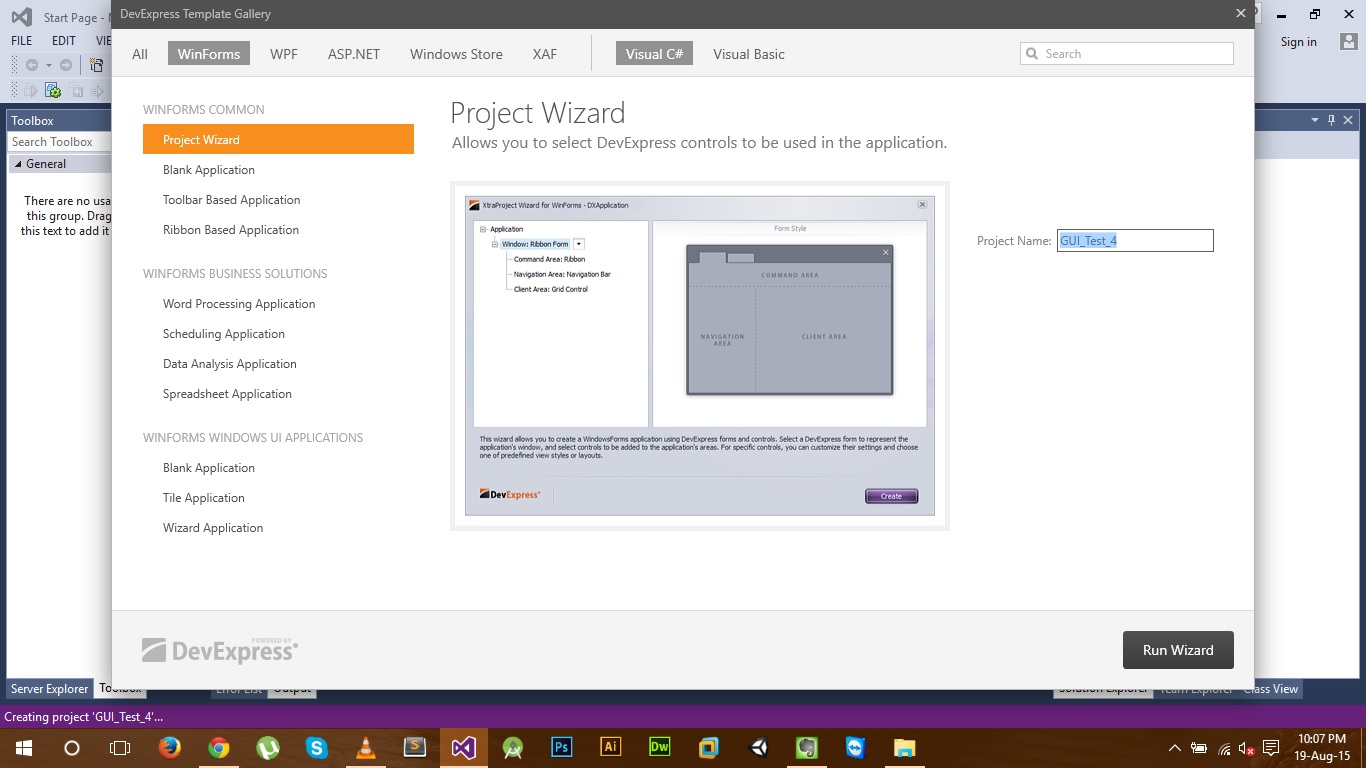 DevExpress Template Gallery
Start Page -
Sign in
FILE EDIT
All WinForms WPF ASP.NET Windows Store XAF Visual C# Visual Basic Search
Toolbox
Search Toolbox
General
There are no usa
this group. Drag
this text to add it
WINFORMS COMMON
Project Wizard
Blank Application
Toolbar Based Application
Ribbon Based Application
WINFORMS BUSINESS SOLUTIONS
Word Processing Application
Scheduling Application
Data Analysis Application
Spreadsheet Application
WINFORMS WINDOWS UI APPLICATIONS
Blank Application
Tile Application
Wizard Application
Project Wizard
Allows you to select DevExpress controls to be used in the application.
XtraProject Wizard for WinForms - DXApplication
Application
Window: Ribbon Form
Command Area: Ribbon
Navigation Area: Navigation Bar
Client Area: Grid Control
Form Style
COMMAND AREA
NAVIGATION
AREA
CLIENT AREA
This wizard allows you to create a WindowsForms application using DevExpress forms and controls. Select a DevExpress form to represent the
application's window, and select controls to be added to the application's areas. For specific controls, you can customize their settings and choose
one of predefined view styles or layouts.
DevExpress
Create
Project Name: GUI_Test_4
POWERED BY
DevExpress
Run Wizard
Server Explorer Toolbox Error List Output Solution Explorer Team Explorer Class View
Creating project 'GUI_Test_4'...
Ps Ai Dw
10:07 PM
19-Aug-15